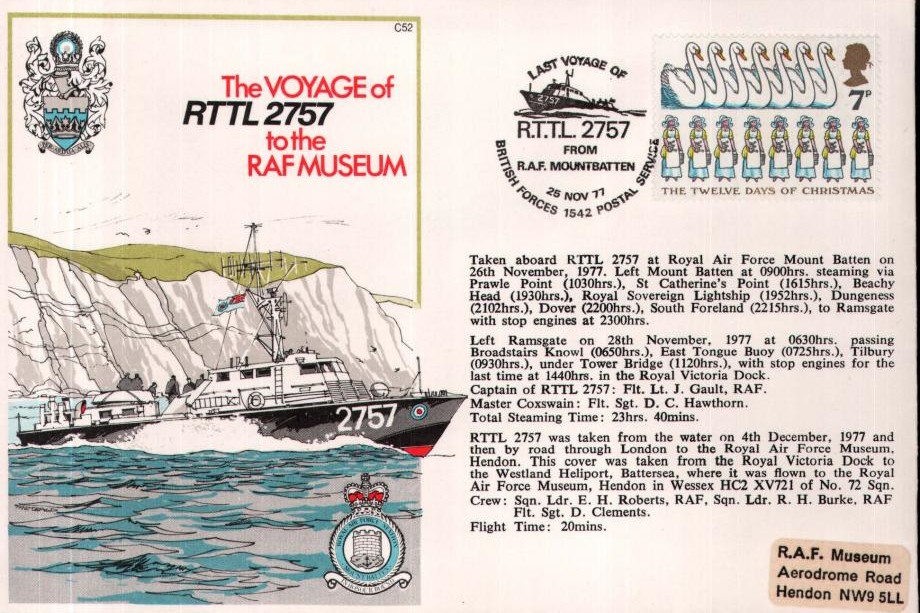 C52
The VOYAGE of
RTTL 2757
to the
RAF MUSEUM
LAST VOYAGE OF
2757
R.T.T.L. 2757
FROM
R.A.F. MOUNTBATTEN
25 NOV 77
BRITISH FORCES 1542 POSTAL SERVICE
7P
THE TWELVE DAYS OF CHRISTMAS
Taken aboard RTTL 2757 at Royal Air Force Mount Batten on
26th November, 1977. Left Mount Batten at 0900hrs. steaming via
Prawle Point (1030hrs.), St Catherine's Point (1615hrs.), Beachy
Head (1930hrs.), Royal Sovereign Lightship (1952hrs.), Dungeness
(2102hrs.), Dover (2200hrs.), South Foreland (2215hrs.), to Ramsgate
with stop engines at 2300hrs.
Left Ramsgate on 28th November, 1977 at 0630hrs. passing
Broadstairs Knowl (0650hrs.), East Tongue Buoy (0725hrs.), Tilbury
(0930hrs.), under Tower Bridge (1120hrs.), with stop engines for the
last time at 1440hrs. in the Royal Victoria Dock.
Captain of RTTL 2757: Flt. Lt. J. Gault, RAF.
Master Coxswain: Flt. Sgt. D. C. Hawthorn.
Total Steaming Time: 23hrs. 40mins.
RTTL 2757 was taken from the water on 4th December, 1977 and
then by road through London to the Royal Air Force Museum,
Hendon. This cover was taken from the Royal Victoria Dock to
the Westland Heliport, Battersea, where it was flown to the Royal
Air Force Museum, Hendon in Wessex HC2 XV721 of No. 72 Sqn.
Crew: Sqn. Ldr. E. H. Roberts, RAF, Sqn. Ldr. R. H. Burke, RAF
Flt. Sgt. D. Clements.
Flight Time: 20mins.
2757
ROYAL AIR FORCE STATION
MOUNT BATTEN
R.A.F. Museum
Aerodrome Road
Hendon NW9 5LL